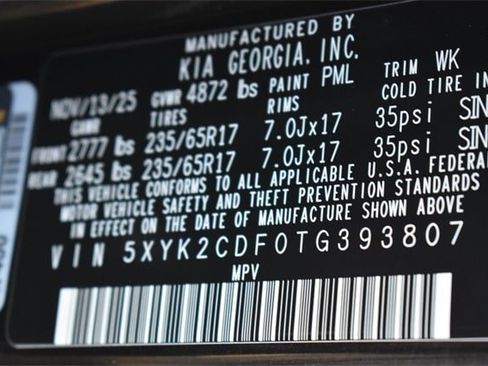 MANUFACTURED BY
KIA GEORGIA, INC.
NOV/13/25 GVWR 4872 lbs PAINT PML TRIM WK
GAWR TIRES RIMS COLD TIRE IN
FRONT 2777 lbs 235/65R17 7.0Jx17 35psi SIN
REAR 2645 lbs 235/65R17 7.0Jx17 35psi SIN
THIS VEHICLE CONFORMS TO ALL APPLICABLE U.S.A. FEDERAL
MOTOR VEHICLE SAFETY AND THEFT PREVENTION STANDARDS
IN EFFECT ON THE DATE OF MANUFACTURE SHOWN ABOVE
VIN 5XYK2CDF0TG393807
MPV